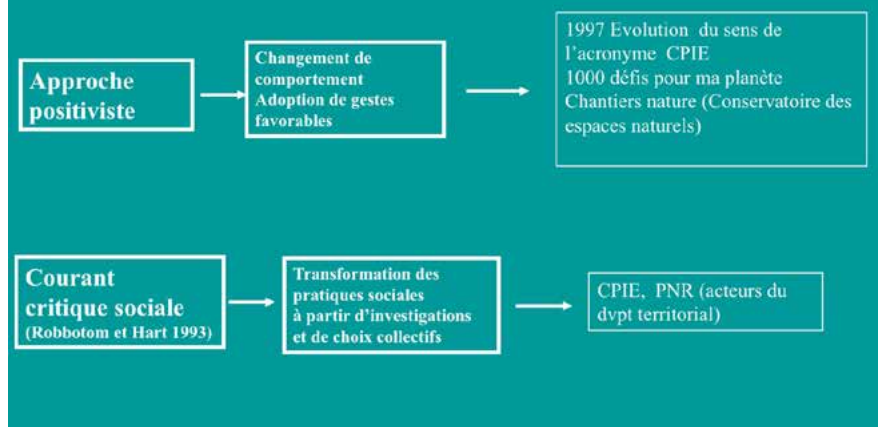 Approche
positiviste
Changement de
comportement
Adoption de gestes
favorables
1997 Evolution du sens de
l'acronyme CPIE
1000 défis pour ma planète
Chantiers nature (Conservatoire des
espaces naturels)
Courant
critique sociale
(Robbotom et Hart 1993)
Transformation des
pratiques sociales
à partir d'investigations
et de choix collectifs
CPIE, PNR (acteurs du
dvpt territorial)